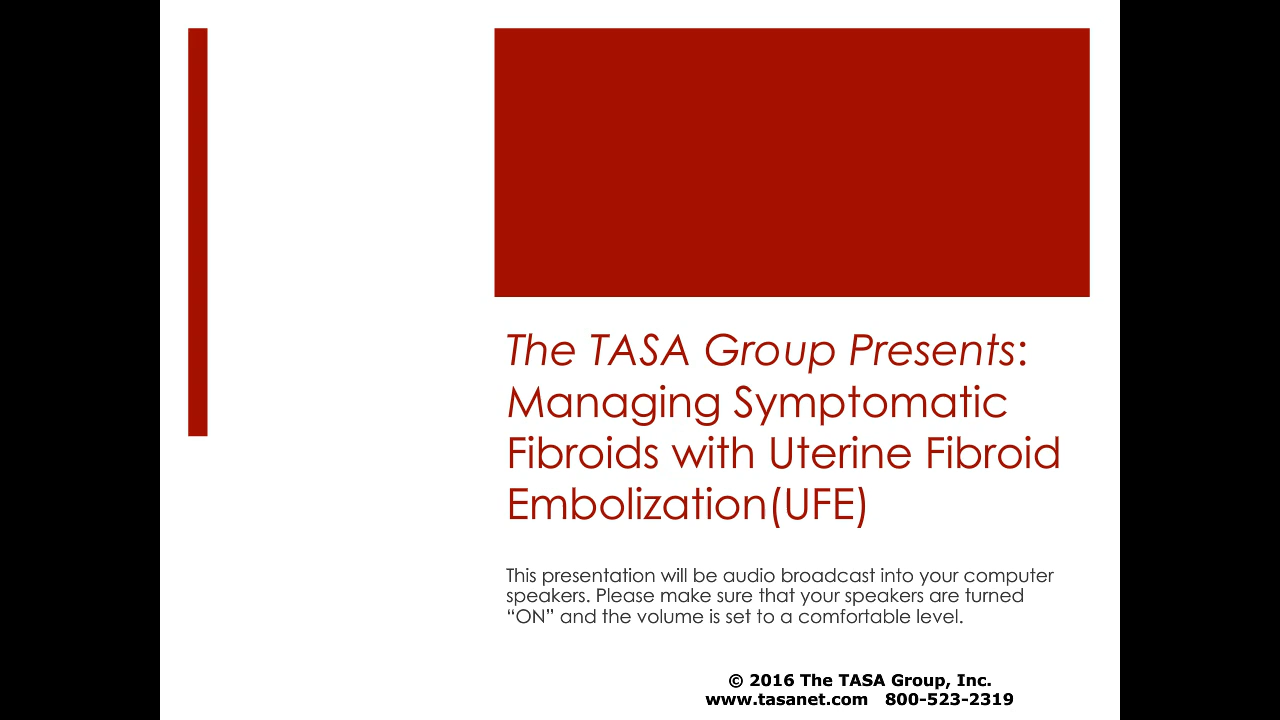 The TASA Group Presents:
Managing Symptomatic
Fibroids with Uterine Fibroid
Embolization(UFE)
This presentation will be audio broadcast into your computer
speakers. Please make sure that your speakers are turned
“ON” and the volume is set to a comfortable level.
© 2016 The TASA Group, Inc.
www.tasanet.com 800-523-2319